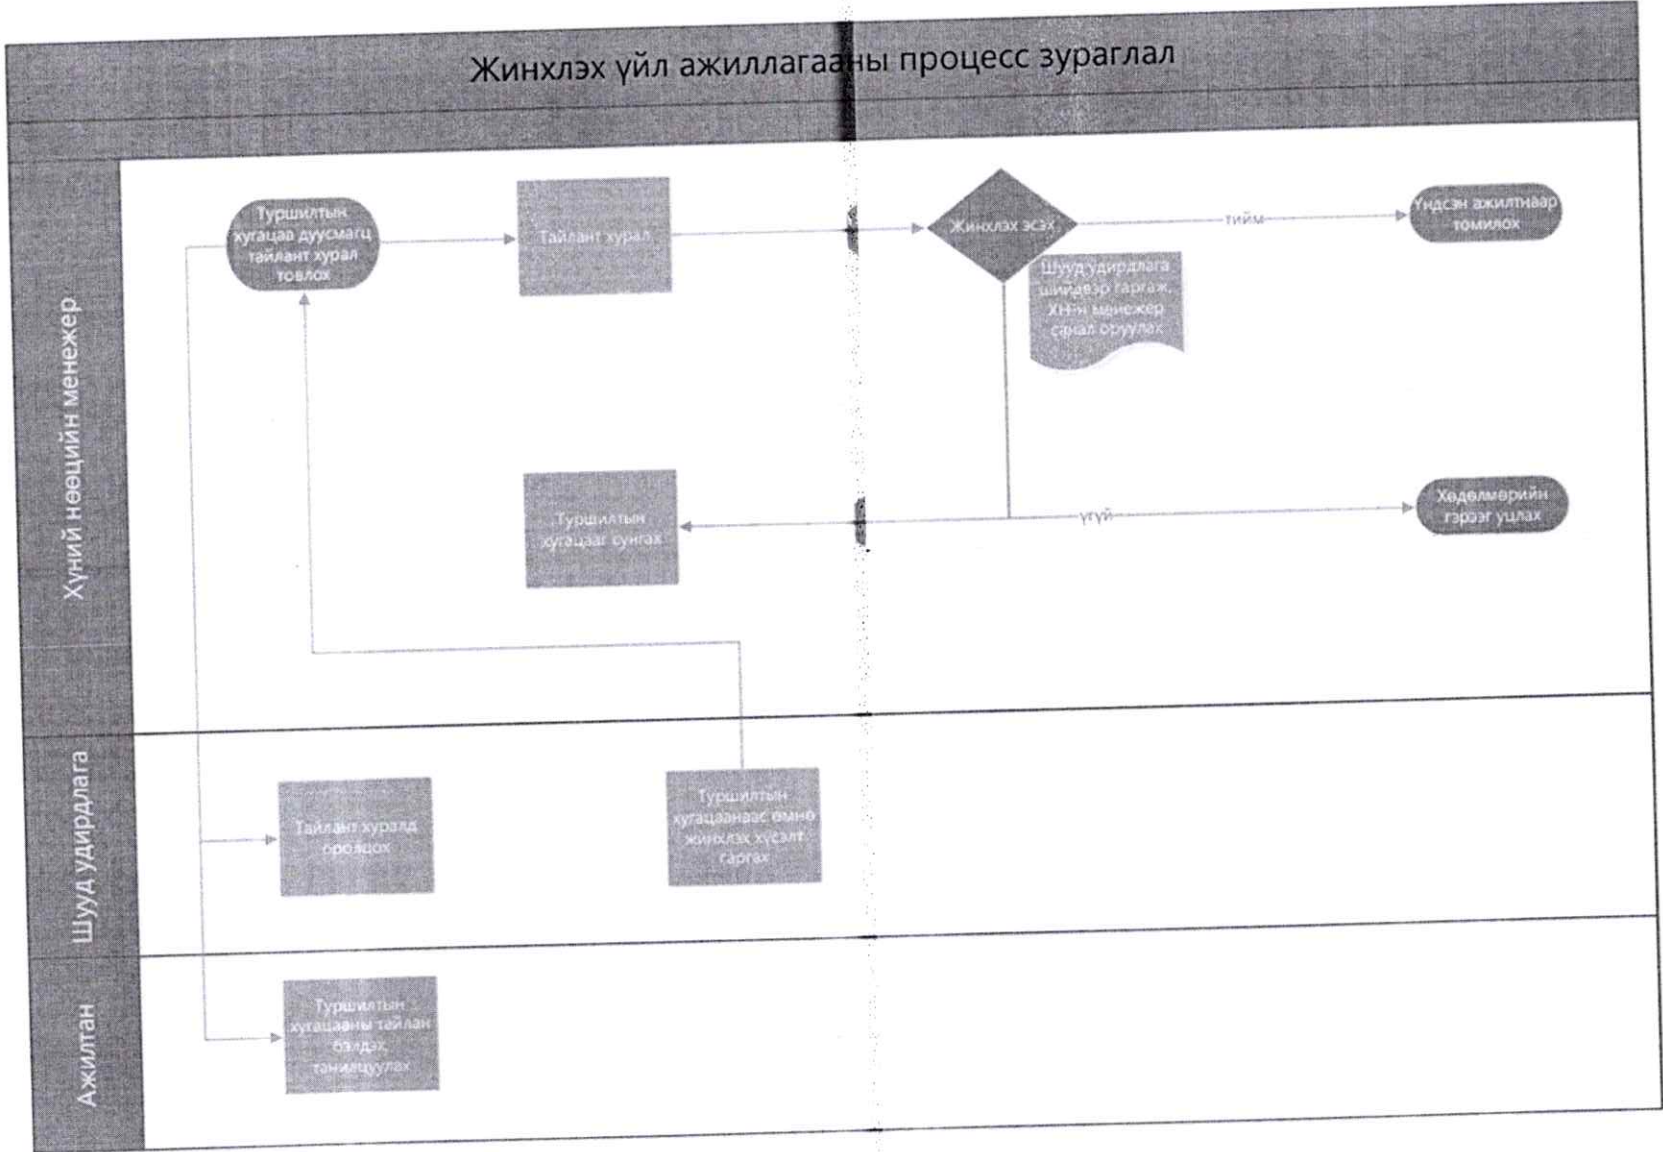 Жинхлэх үйл ажиллагааны процесс зураглал
Хүний нөөцийн менежер
Туршилтын
хугацаа дуусмагц
тайлант хурал
товлох
Тайлант хурал
Жинхлэх эсэх
тийм
Үндсэн ажилтнаар
томилох
Шууд удирдлага
шийдвэр гаргаж,
ХН-н менежер
санал оруулах
Туршилтын
хугацааг сунгах
үгүй
Хөдөлмөрийн
гэрээг уцлах
Шууд удирдлага
Тайлант хуралд
оролцох
Туршилтын
хугацаанаас өмнө
жинхлэх хүсэлт
гаргах
Ажилтан
Туршилтын
хугацааны тайлан
бэлдэх,
танилцуулах